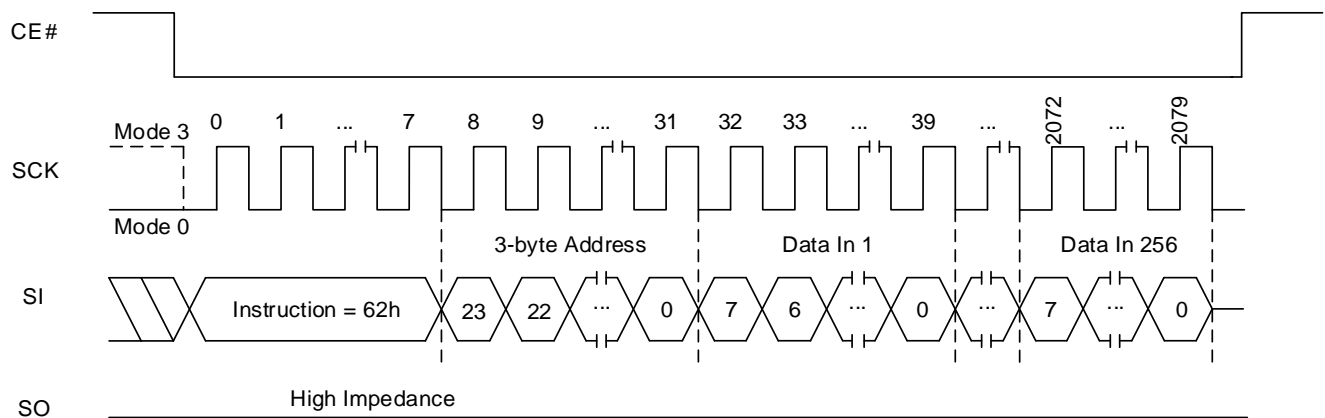 CE#
0 1 ... 7 8 9 ... 31 32 33 ... 39 ... 2072 ... 2079
Mode 3
SCK
Mode 0
3-byte Address Data In 1 Data In 256
SI Instruction = 62h 23 22 ... 0 7 6 ... 0 ... 7 ... 0
High Impedance
SO